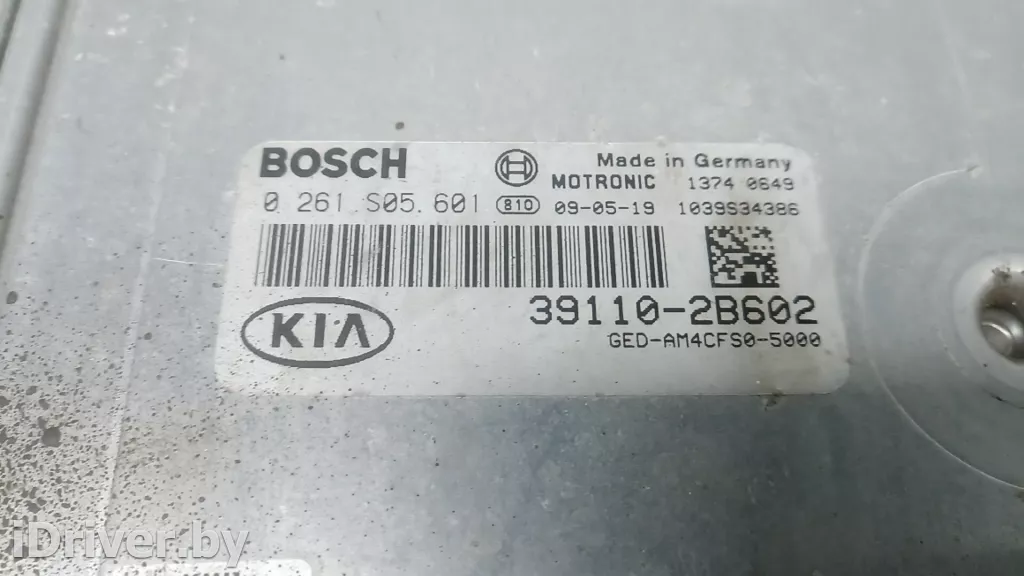 BOSCH
Made in Germany
MOTRONIC 1374 0649
0 261 S05.601 810 09-05-19 1039S34386
39110-2B602
KIA
GED-AM4CFS0-5000
iDriver.by